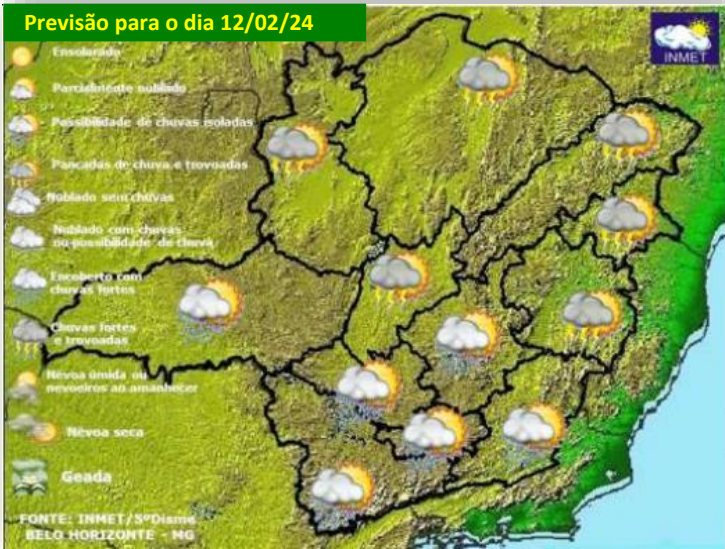 Previsão para o dia 12/02/24
INMET
Ensolarado
Parcialmente nublado
Possibilidade de chuvas isoladas
Pancadas de chuva e trovoadas
Nublado sem chuvas
Nublado com chuvas
ou possibilidade de chuva
Encoberto com
chuvas fortes
Chuvas fortes
e trovoadas
Névoa úmida ou
nevoeiros ao amanhecer
Névoa seca
Geada
FONTE: INMET/5ºDisme
BELO HORIZONTE - MG